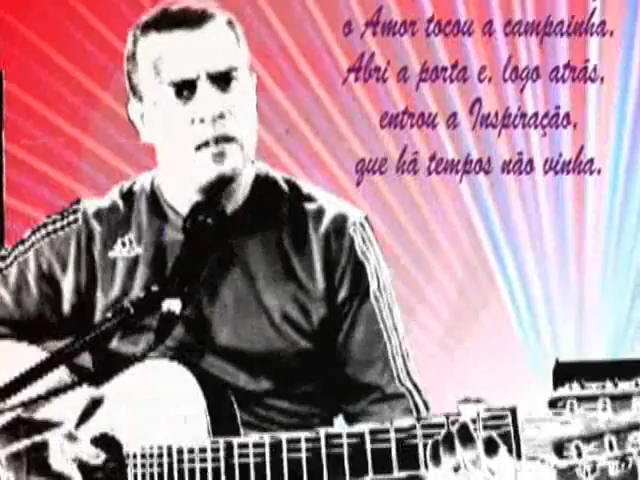 o Amor tocou a campainha.
Abri a porta e, logo atrás,
entrou a Inspiração,
que há tempos não vinha.